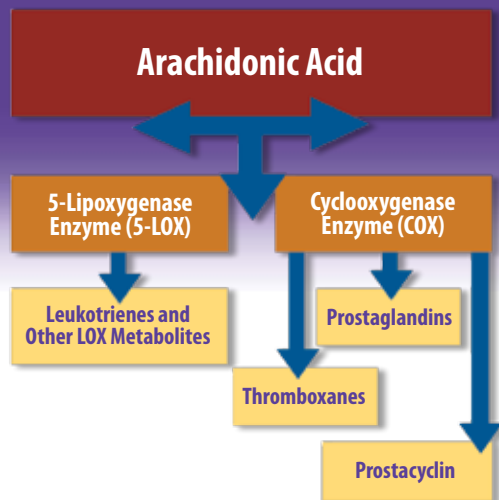 Arachidonic Acid
5-Lipoxygenase
Enzyme (5-LOX)
Cyclooxygenase
Enzyme (COX)
Leukotrienes and
Other LOX Metabolites
Prostaglandins
Thromboxanes
Prostacyclin